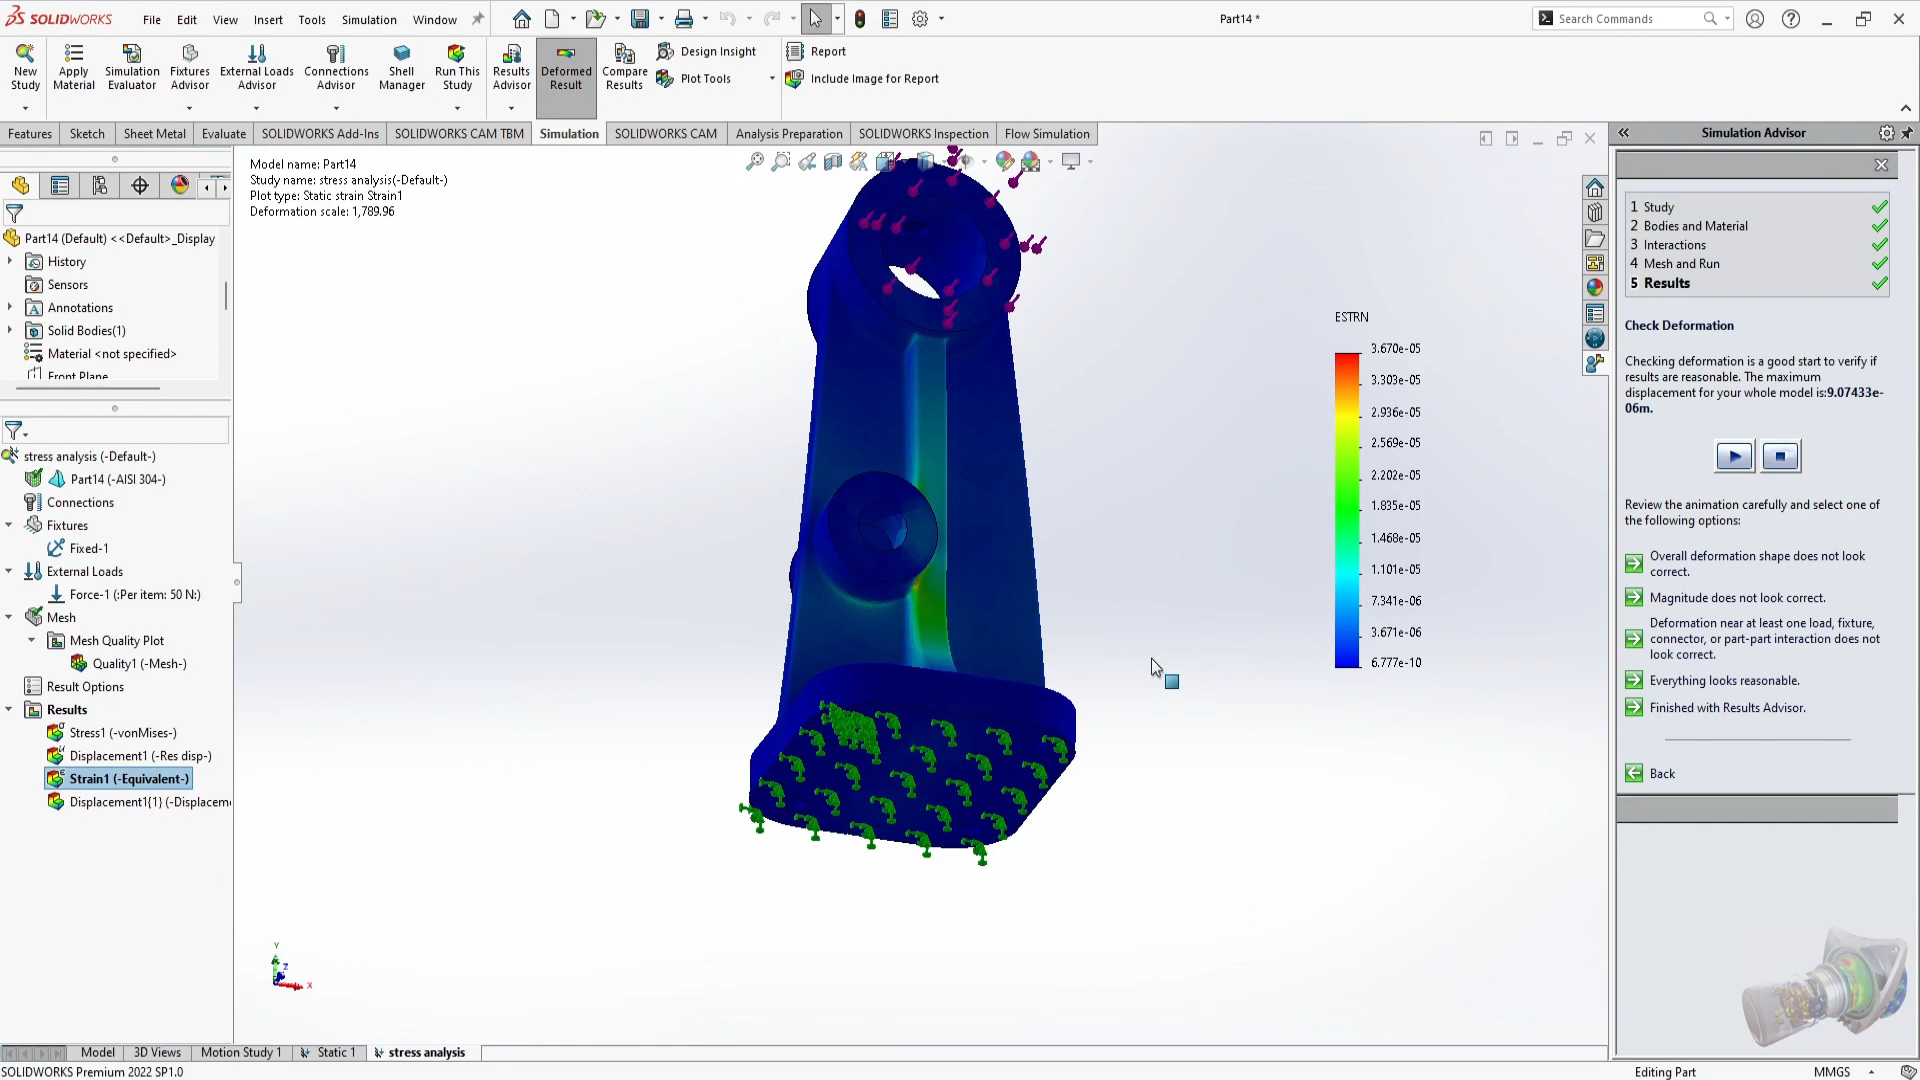 SOLIDWORKS
File Edit View Insert Tools Simulation Window
Part14 *
Search Commands
New Study
Apply Material
Simulation Evaluator
Fixtures Advisor
External Loads Advisor
Connections Advisor
Shell Manager
Run This Study
Results Advisor
Deformed Result
Compare Results
Design Insight
Plot Tools
Report
Include Image for Report
Features Sketch Sheet Metal Evaluate SOLIDWORKS Add-Ins SOLIDWORKS CAM TBM Simulation SOLIDWORKS CAM Analysis Preparation SOLIDWORKS Inspection Flow Simulation
Part14 (Default) <<Default>_Display
History
Sensors
Annotations
Solid Bodies(1)
Material <not specified>
Front Plane
stress analysis (-Default-)
Part14 (-AISI 304-)
Connections
Fixtures
Fixed-1
External Loads
Force-1 (:Per item: 50 N:)
Mesh
Mesh Quality Plot
Quality1 (-Mesh-)
Result Options
Results
Stress1 (-vonMises-)
Displacement1 (-Res disp-)
Strain1 (-Equivalent-)
Displacement1{1} (-Displacem
Model name: Part14
Study name: stress analysis(-Default-)
Plot type: Static strain Strain1
Deformation scale: 1,789.96
ESTRN
3.670e-05
3.303e-05
2.936e-05
2.569e-05
2.202e-05
1.835e-05
1.468e-05
1.101e-05
7.341e-06
3.671e-06
6.777e-10
Y
Z
X
Simulation Advisor
1 Study
2 Bodies and Material
3 Interactions
4 Mesh and Run
5 Results
Check Deformation
Checking deformation is a good start to verify if
results are reasonable. The maximum
displacement for your whole model is:9.07433e-
06m.
Review the animation carefully and select one of
the following options:
Overall deformation shape does not look
correct.
Magnitude does not look correct.
Deformation near at least one load, fixture,
connector, or part-part interaction does not
look correct.
Everything looks reasonable.
Finished with Results Advisor.
Back
Model 3D Views Motion Study 1 Static 1 stress analysis
SOLIDWORKS Premium 2022 SP1.0
Editing Part
MMGS